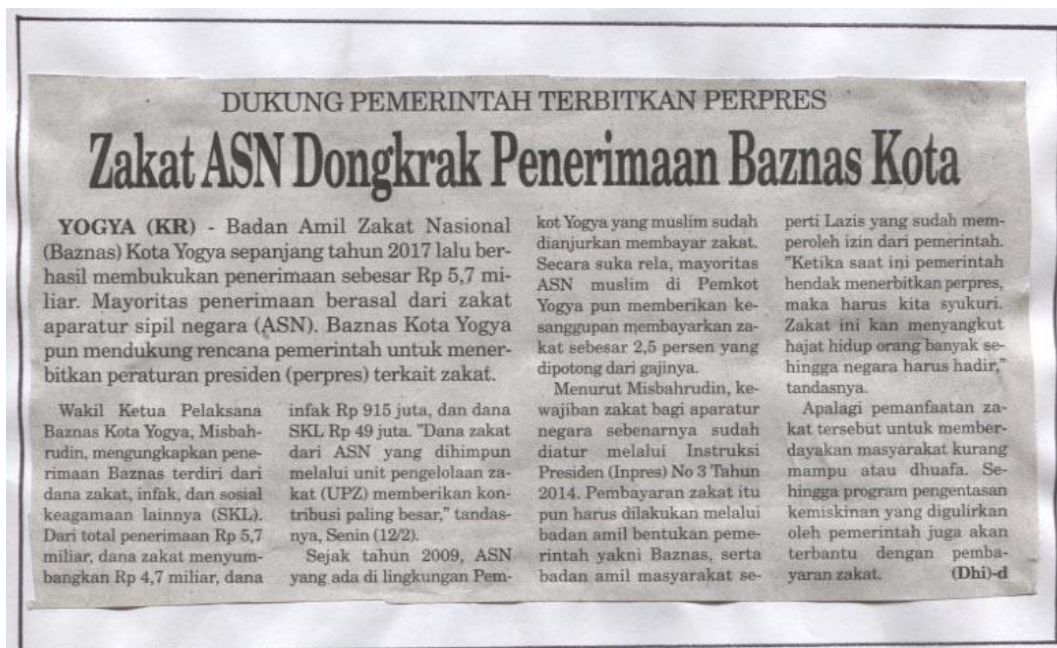 DUKUNG PEMERINTAH TERBITKAN PERPRES
Zakat ASN Dongkrak Penerimaan Baznas Kota
YOGYA (KR) - Badan Amil Zakat Nasional
(Baznas) Kota Yogya sepanjang tahun 2017 lalu ber-
hasil membukukan penerimaan sebesar Rp 5,7 mi-
liar. Mayoritas penerimaan berasal dari zakat
aparatur sipil negara (ASN). Baznas Kota Yogya
pun mendukung rencana pemerintah untuk mener-
bitkan peraturan presiden (perpres) terkait zakat.
Wakil Ketua Pelaksana
Baznas Kota Yogya, Misbah-
rudin, mengungkapkan pene-
rimaan Baznas terdiri dari
dana zakat, infak, dan sosial
keagamaan lainnya (SKL).
Dari total penerimaan Rp 5,7
miliar, dana zakat menyum-
bangkan Rp 4,7 miliar, dana
infak Rp 915 juta, dan dana
SKL Rp 49 juta. "Dana zakat
dari ASN yang dihimpun
melalui unit pengelolaan za-
kat (UPZ) memberikan kon-
tribusi paling besar," tandas-
nya, Senin (12/2).
Sejak tahun 2009, ASN
yang ada di lingkungan Pem-
kot Yogya yang muslim sudah
dianjurkan membayar zakat.
Secara suka rela, mayoritas
ASN muslim di Pemkot
Yogya pun memberikan ke-
sanggupan membayarkan za-
kat sebesar 2,5 persen yang
dipotong dari gajinya.
Menurut Misbahrudin, ke-
wajiban zakat bagi aparatur
negara sebenarnya sudah
diatur melalui Instruksi
Presiden (Inpres) No 3 Tahun
2014. Pembayaran zakat itu
pun harus dilakukan melalui
badan amil bentukan peme-
rintah yakni Baznas, serta
badan amil masyarakat se-
perti Lazis yang sudah mem-
peroleh izin dari pemerintah.
"Ketika saat ini pemerintah
hendak menerbitkan perpres,
maka harus kita syukuri.
Zakat ini kan menyangkut
hajat hidup orang banyak se-
hingga negara harus hadir,"
tandasnya.
Apalagi pemanfaatan za-
kat tersebut untuk member-
dayakan masyarakat kurang
mampu atau dhuafa. Se-
hingga program pengentasan
kemiskinan yang digulirkan
oleh pemerintah juga akan
terbantu dengan pemba-
yaran zakat. (Dhi)-d